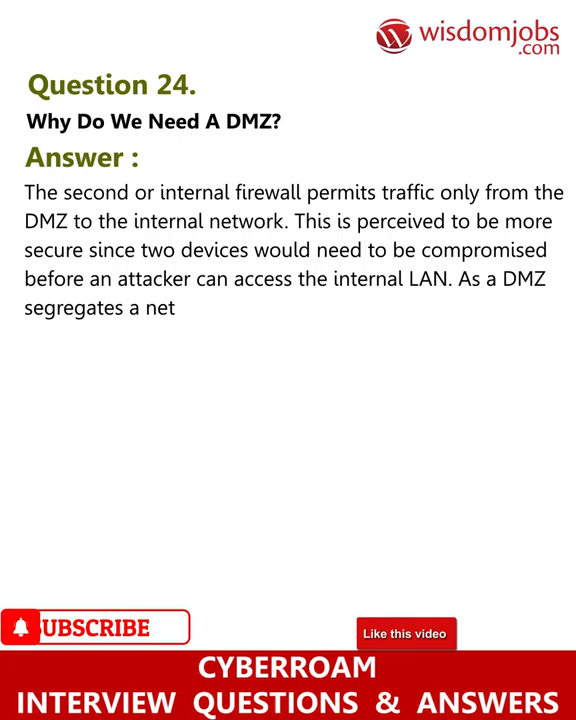 wisdomjobs
.com
Question 24.
Why Do We Need A DMZ?
Answer :
The second or internal firewall permits traffic only from the
DMZ to the internal network. This is perceived to be more
secure since two devices would need to be compromised
before an attacker can access the internal LAN. As a DMZ
segregates a net
SUBSCRIBE
Like this video
CYBERROAM
INTERVIEW QUESTIONS & ANSWERS